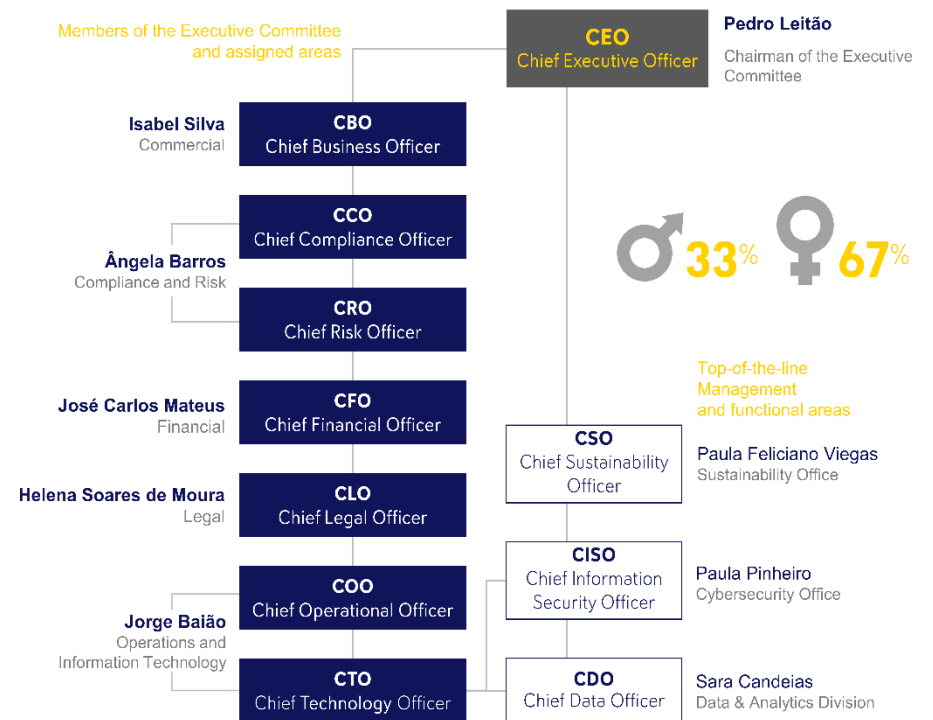 Members of the Executive Committee
and assigned areas
CEO
Chief Executive Officer
Pedro Leitão
Chairman of the Executive
Committee
Isabel Silva
Commercial
CBO
Chief Business Officer
CCO
Chief Compliance Officer
Ângela Barros
Compliance and Risk
CRO
Chief Risk Officer
33%
67%
José Carlos Mateus
Financial
CFO
Chief Financial Officer
Top-of-the-line
Management
and functional areas
CSO
Chief Sustainability
Officer
Paula Feliciano Viegas
Sustainability Office
Helena Soares de Moura
Legal
CLO
Chief Legal Officer
CISO
Chief Information
Security Officer
Paula Pinheiro
Cybersecurity Office
COO
Chief Operational Officer
Jorge Baião
Operations and
Information Technology
CTO
Chief Technology Officer
CDO
Chief Data Officer
Sara Candeias
Data & Analytics Division